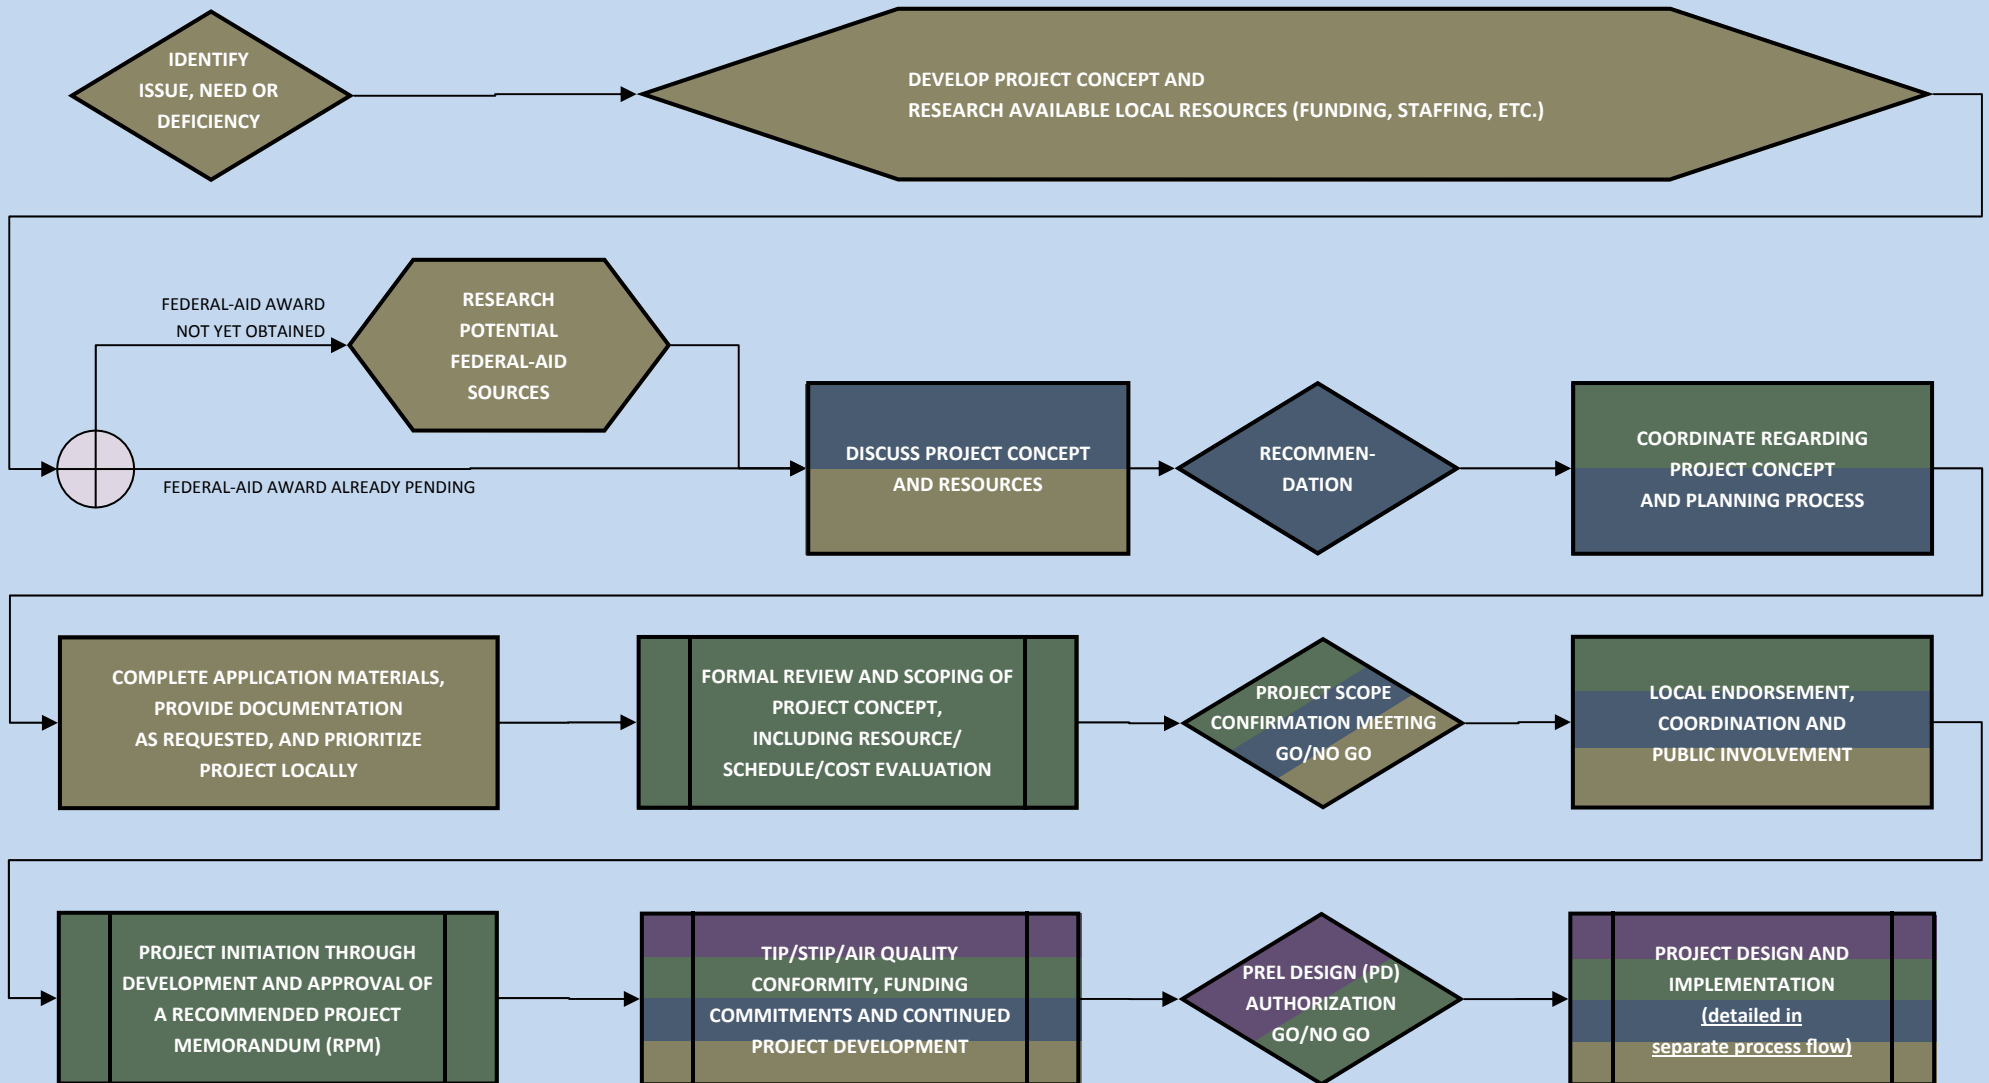 IDENTIFY
ISSUE, NEED OR
DEFICIENCY
DEVELOP PROJECT CONCEPT AND
RESEARCH AVAILABLE LOCAL RESOURCES (FUNDING, STAFFING, ETC.)
FEDERAL-AID AWARD
NOT YET OBTAINED
RESEARCH
POTENTIAL
FEDERAL-AID
SOURCES
FEDERAL-AID AWARD ALREADY PENDING
DISCUSS PROJECT CONCEPT
AND RESOURCES
RECOMMEN-
DATION
COORDINATE REGARDING
PROJECT CONCEPT
AND PLANNING PROCESS
COMPLETE APPLICATION MATERIALS,
PROVIDE DOCUMENTATION
AS REQUESTED, AND PRIORITIZE
PROJECT LOCALLY
FORMAL REVIEW AND SCOPING OF
PROJECT CONCEPT,
INCLUDING RESOURCE/
SCHEDULE/COST EVALUATION
PROJECT SCOPE
CONFIRMATION MEETING
GO/NO GO
LOCAL ENDORSEMENT,
COORDINATION AND
PUBLIC INVOLVEMENT
PROJECT INITIATION THROUGH
DEVELOPMENT AND APPROVAL OF
A RECOMMENDED PROJECT
MEMORANDUM (RPM)
TIP/STIP/AIR QUALITY
CONFORMITY, FUNDING
COMMITMENTS AND CONTINUED
PROJECT DEVELOPMENT
PREL DESIGN (PD)
AUTHORIZATION
GO/NO GO
PROJECT DESIGN AND
IMPLEMENTATION
(detailed in
separate process flow)